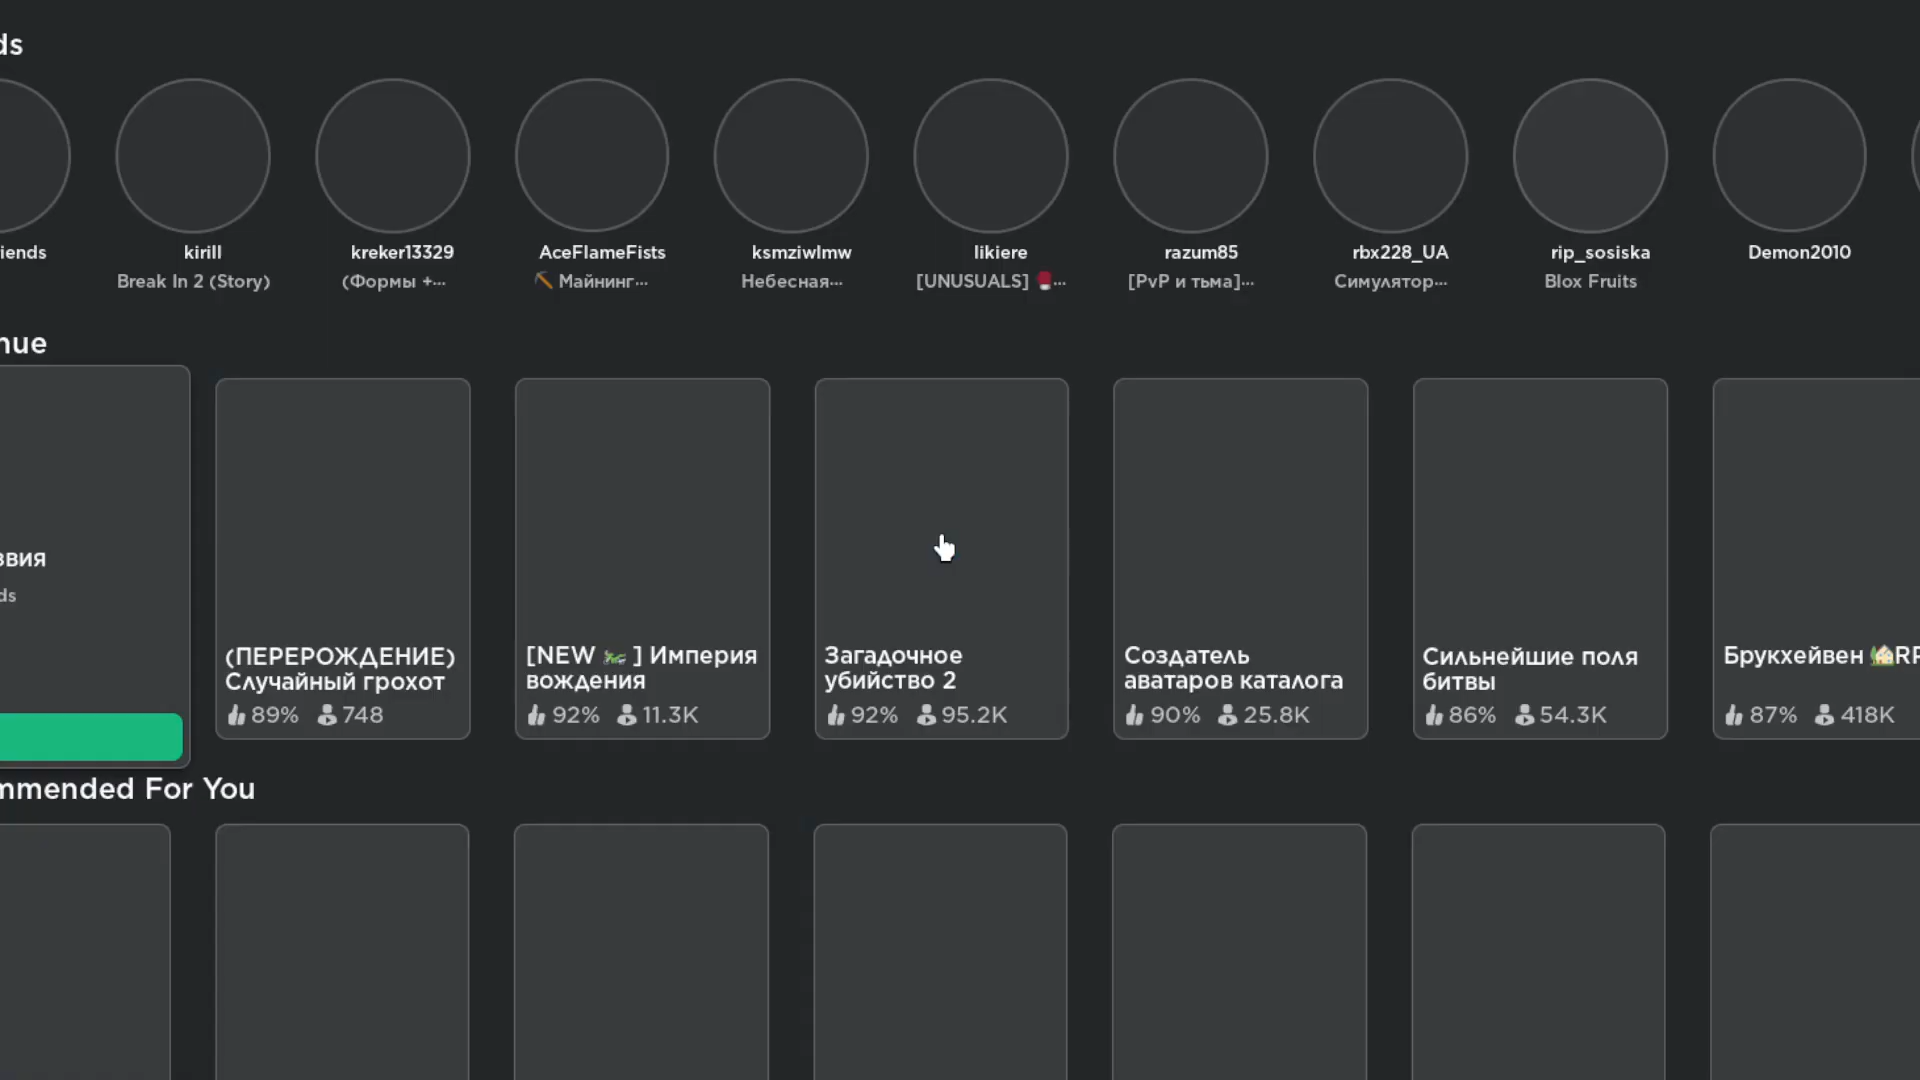 ds
iends
kirill
kreker13329
AceFlameFists
ksmziwlmw
likiere
razum85
rbx228_UA
rip_sosiska
Demon2010
Break In 2 (Story)
(Формы +...
Майнинг...
Небесная...
[UNUSUALS] 🥊...
[PvP и тьма]...
Симулятор...
Blox Fruits
nue
звия
ds
(ПЕРЕРОЖДЕНИЕ)
Случайный грохот
89% 748
[NEW 🏍️ ] Империя
вождения
92% 11.3K
Загадочное
убийство 2
92% 95.2K
Создатель
аватаров каталога
90% 25.8K
Сильнейшие поля
битвы
86% 54.3K
Брукхейвен 🏡RP
87% 418K
mmended For You